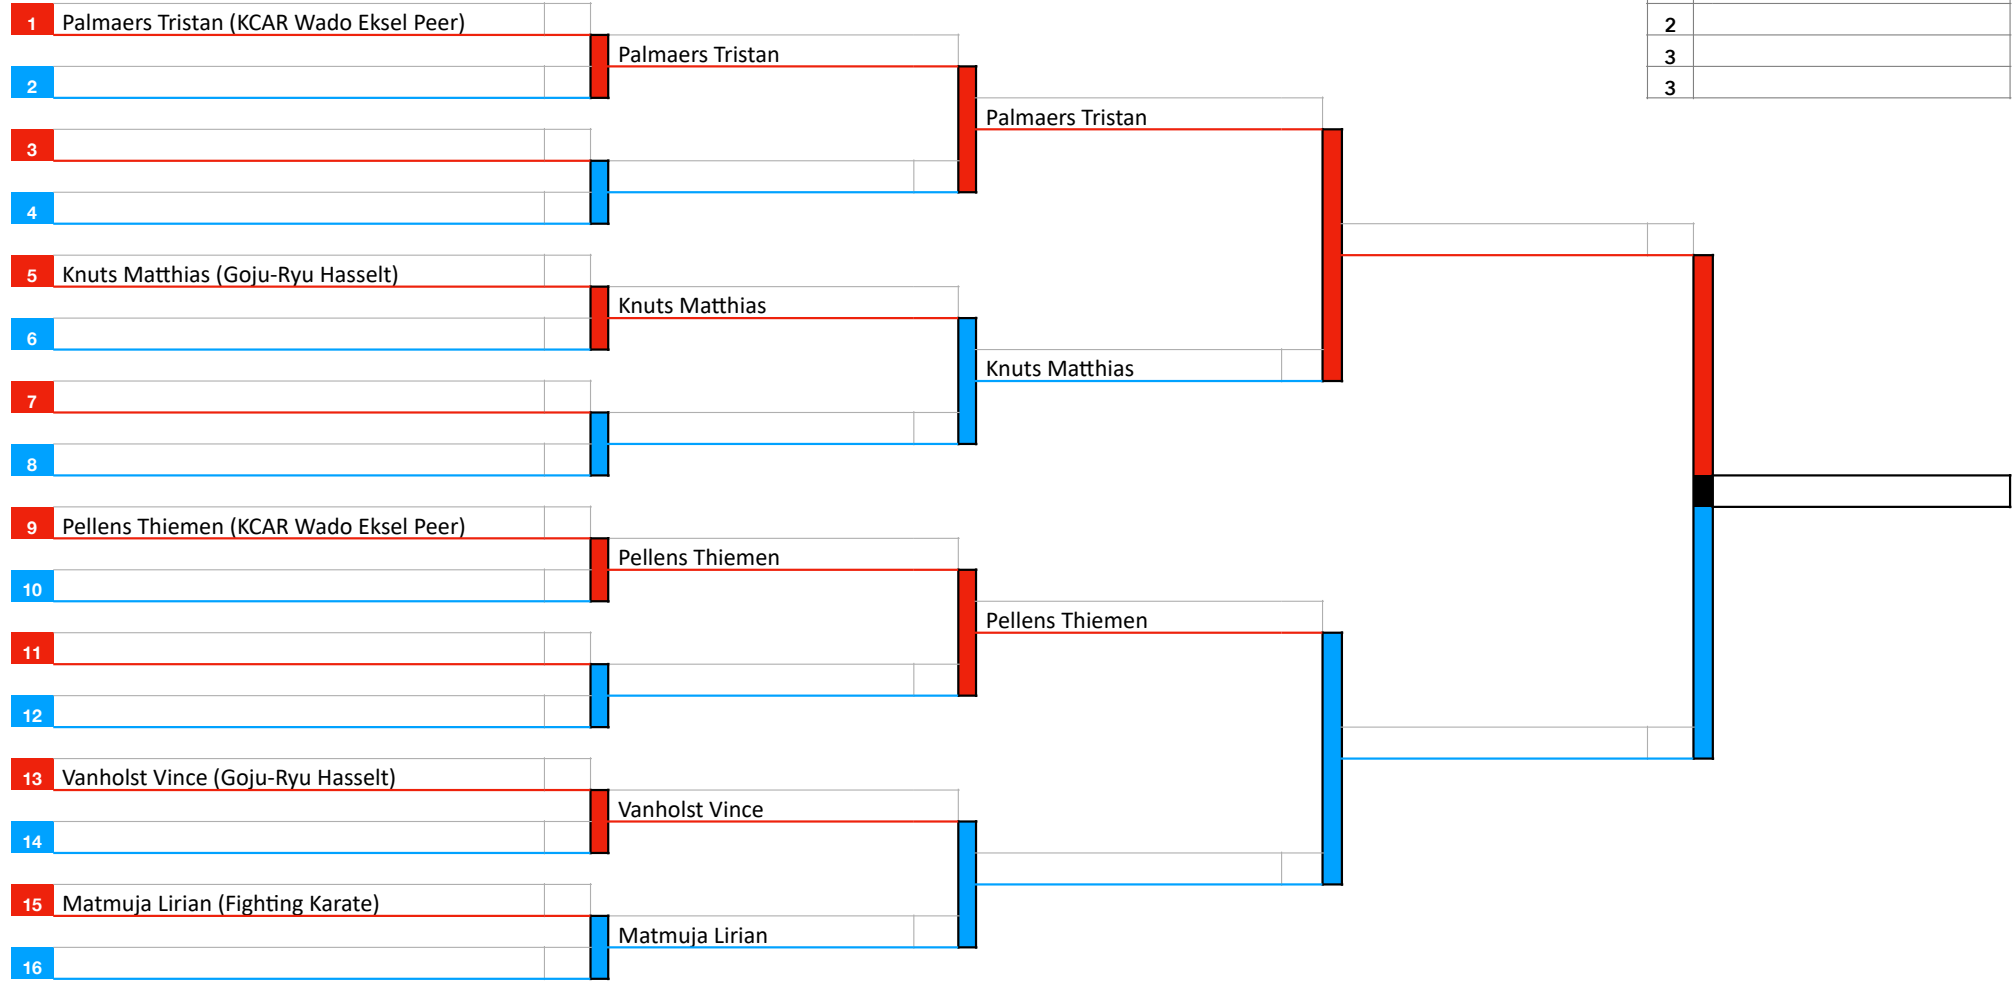 1 Palmaers Tristan (KCAR Wado Eksel Peer)
2
3
4
5 Knuts Matthias (Goju-Ryu Hasselt)
6
7
8
9 Pellens Thiemen (KCAR Wado Eksel Peer)
10
11
12
13 Vanholst Vince (Goju-Ryu Hasselt)
14
15 Matmuja Lirian (Fighting Karate)
16
Palmaers Tristan
Knuts Matthias
Pellens Thiemen
Vanholst Vince
Matmuja Lirian
Palmaers Tristan
Knuts Matthias
Pellens Thiemen
2
3
3